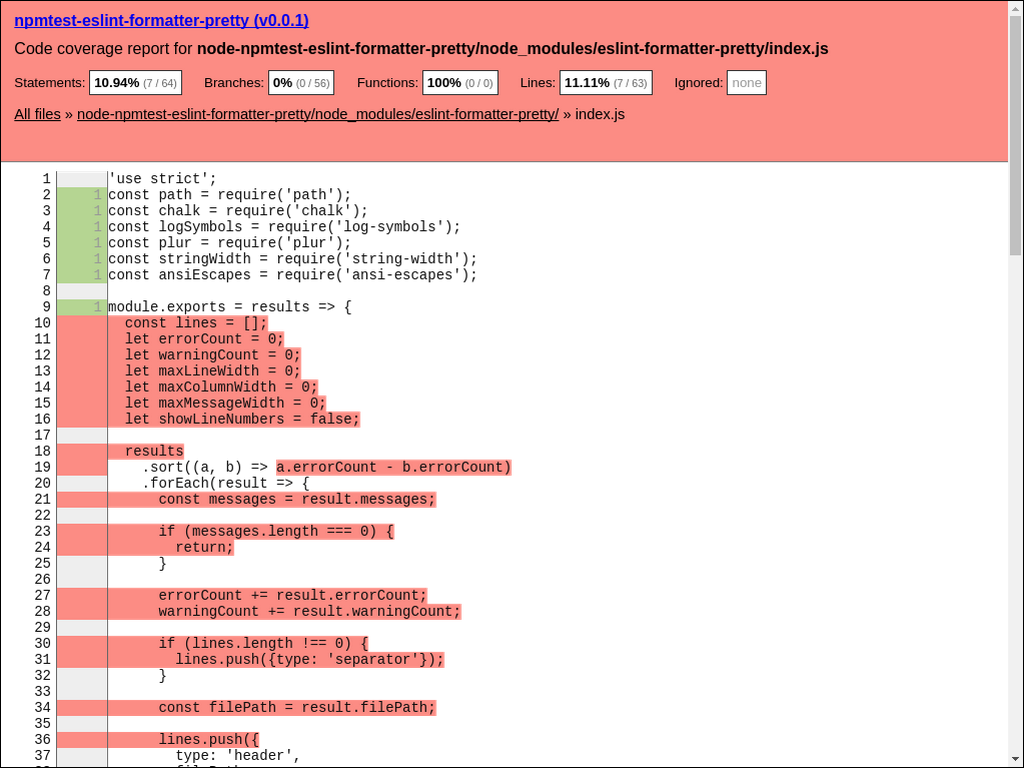 npmtest-eslint-formatter-pretty (v0.0.1)
Code coverage report for node-npmtest-eslint-formatter-pretty/node_modules/eslint-formatter-pretty/index.js
Statements: 10.94% (7 / 64) Branches: 0% (0 / 56) Functions: 100% (0 / 0) Lines: 11.11% (7 / 63) Ignored: none
All files » node-npmtest-eslint-formatter-pretty/node_modules/eslint-formatter-pretty/ » index.js
1 'use strict';
2 1 const path = require('path');
3 1 const chalk = require('chalk');
4 1 const logSymbols = require('log-symbols');
5 1 const plur = require('plur');
6 1 const stringWidth = require('string-width');
7 1 const ansiEscapes = require('ansi-escapes');
8
9 1 module.exports = results => {
10 const lines = [];
11 let errorCount = 0;
12 let warningCount = 0;
13 let maxLineWidth = 0;
14 let maxColumnWidth = 0;
15 let maxMessageWidth = 0;
16 let showLineNumbers = false;
17
18 results
19 .sort((a, b) => a.errorCount - b.errorCount)
20 .forEach(result => {
21 const messages = result.messages;
22
23 if (messages.length === 0) {
24 return;
25 }
26
27 errorCount += result.errorCount;
28 warningCount += result.warningCount;
29
30 if (lines.length !== 0) {
31 lines.push({type: 'separator'});
32 }
33
34 const filePath = result.filePath;
35
36 lines.push({
37 type: 'header',